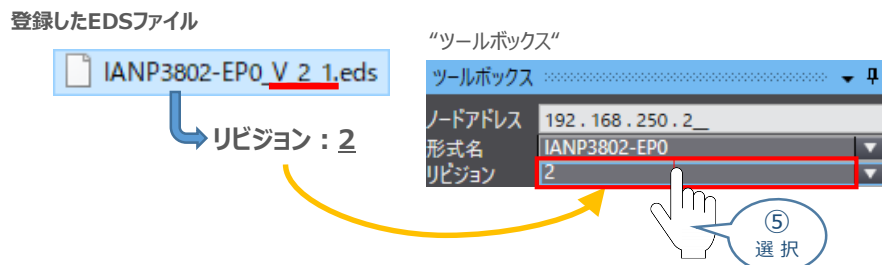 登録したEDSファイル
IANP3802-EP0_V_2_1.eds
リビジョン：2
“ツールボックス“
ツールボックス
ノードアドレス 192 . 168 . 250 . 2_
形式名 IANP3802-EP0
リビジョン 2
⑤
選 択